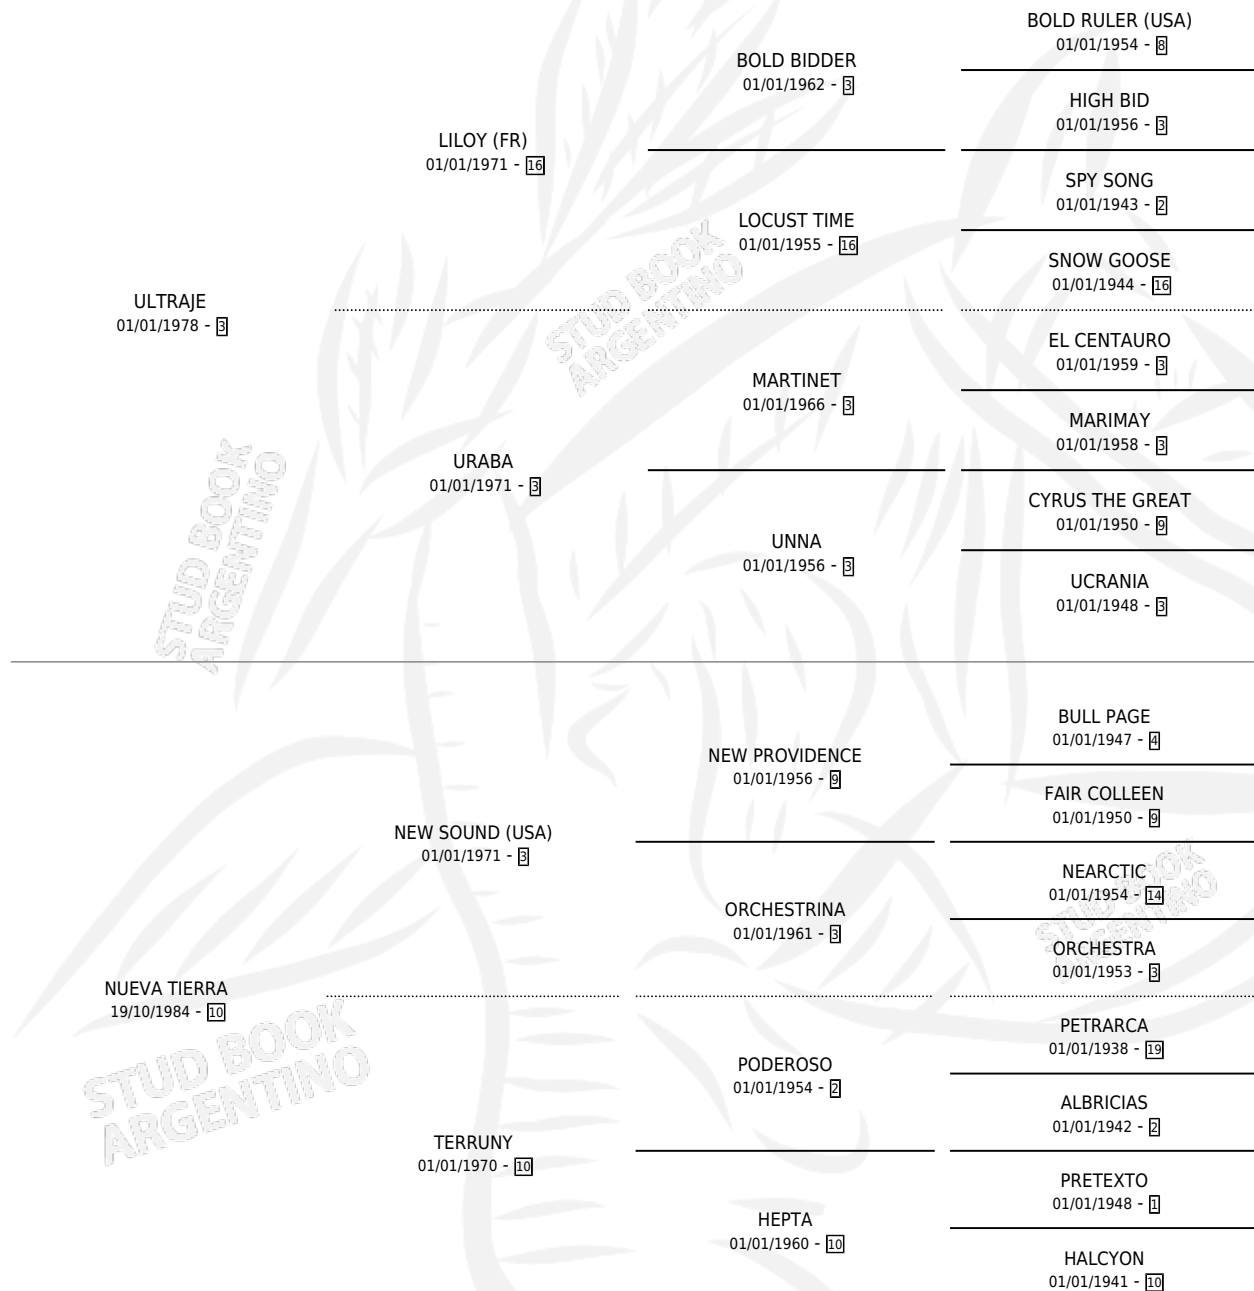 BOLD RULER (USA)
01/01/1954 - 8
BOLD BIDDER
01/01/1962 - 3
HIGH BID
01/01/1956 - 3
LILOY (FR)
01/01/1971 - 16
SPY SONG
01/01/1943 - 2
LOCUST TIME
01/01/1955 - 16
SNOW GOOSE
01/01/1944 - 16
STUD BOOK
ARGENTINO
ULTRAJE
01/01/1978 - 3
EL CENTAURO
01/01/1959 - 3
MARTINET
01/01/1966 - 3
MARIMAY
01/01/1958 - 3
URABA
01/01/1971 - 3
CYRUS THE GREAT
01/01/1950 - 9
UNNA
01/01/1956 - 3
UCRANIA
01/01/1948 - 3
STUD BOOK
ARGENTINO
BULL PAGE
01/01/1947 - 4
NEW PROVIDENCE
01/01/1956 - 9
FAIR COLLEEN
01/01/1950 - 9
NEW SOUND (USA)
01/01/1971 - 3
NEARCTIC
01/01/1954 - 14
STUD BOOK
ARGENTINO
ORCHESTRINA
01/01/1961 - 3
ORCHESTRA
01/01/1953 - 3
NUEVA TIERRA
19/10/1984 - 10
STUD BOOK
ARGENTINO
PETRARCA
01/01/1938 - 19
PODEROSO
01/01/1954 - 2
ALBRICIAS
01/01/1942 - 2
TERRUNY
01/01/1970 - 10
PRETEXTO
01/01/1948 - 1
HEPTA
01/01/1960 - 10
HALCYON
01/01/1941 - 10